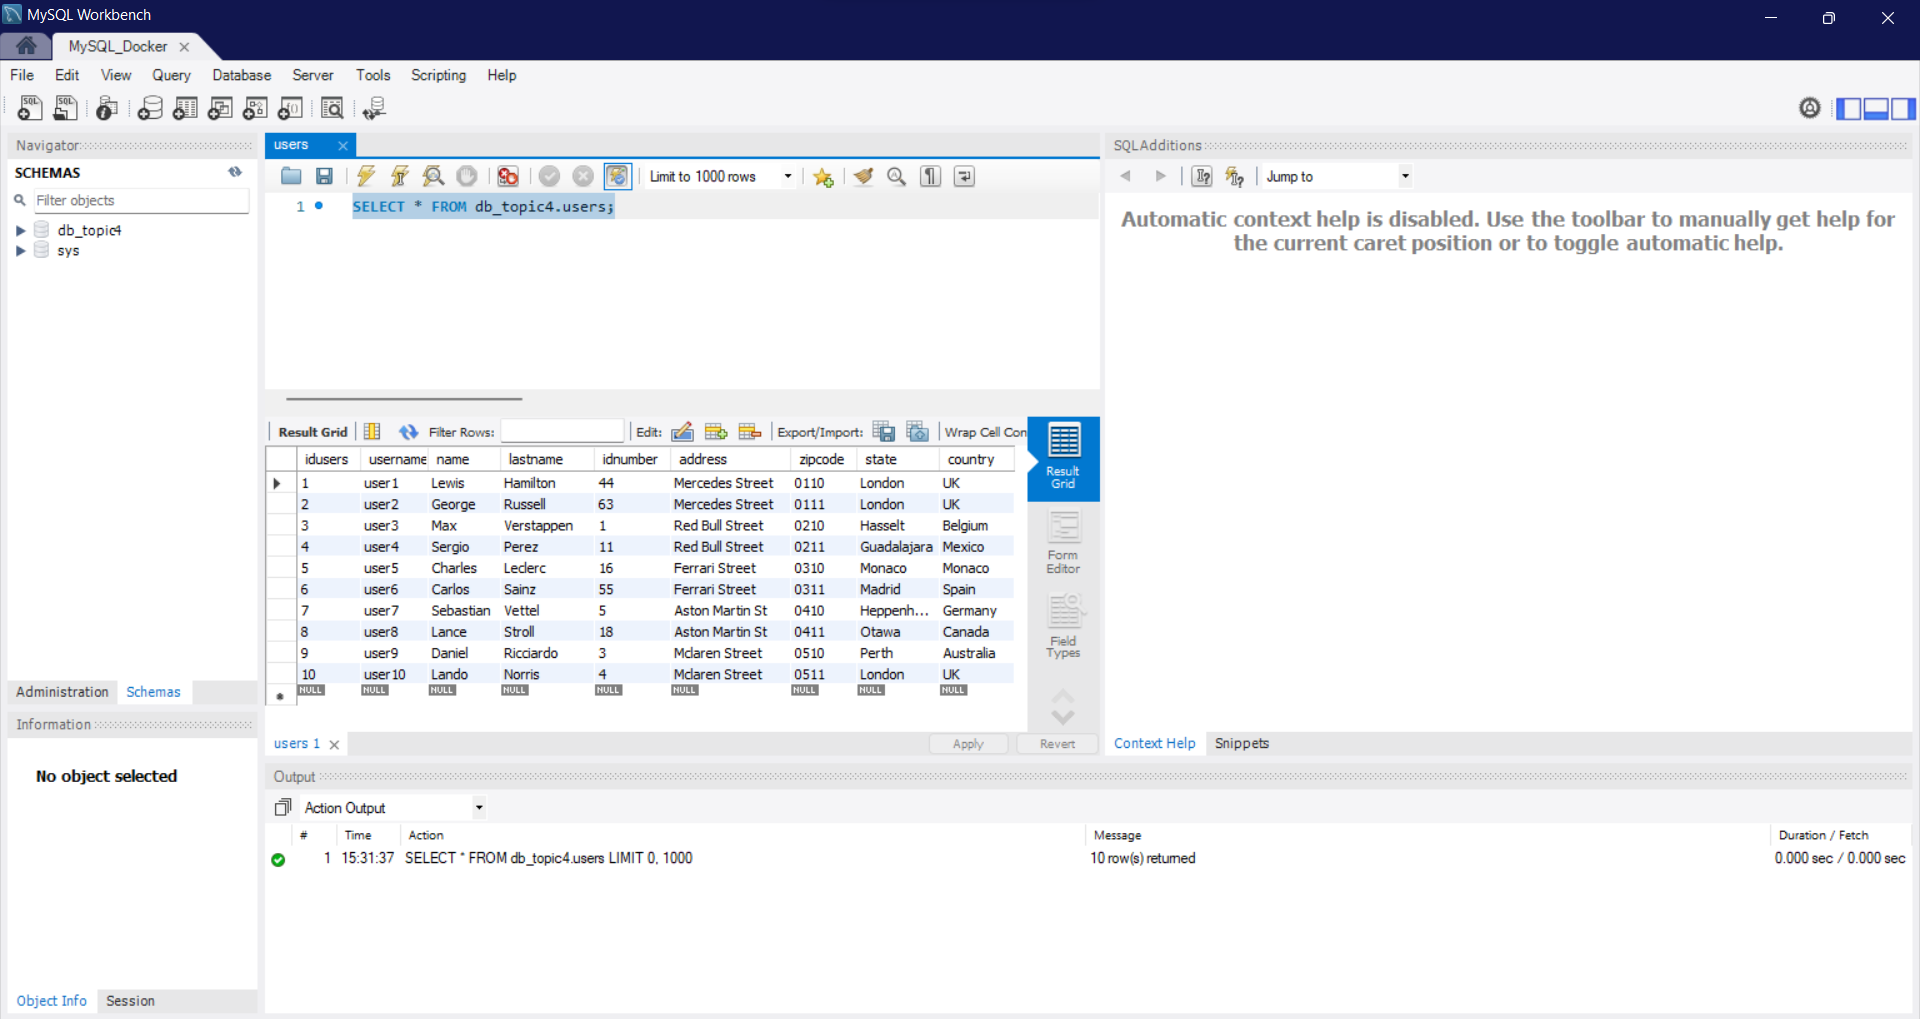 MySQL Workbench
MySQL_Docker
File Edit View Query Database Server Tools Scripting Help
Navigator
SCHEMAS
Filter objects
db_topic4
sys
Administration Schemas
Information
No object selected
Object Info Session
users
Limit to 1000 rows
1 SELECT * FROM db_topic4.users;
Result Grid Filter Rows: Edit: Export/Import: Wrap Cell Con
idusers username name lastname idnumber address zipcode state country
1 user1 Lewis Hamilton 44 Mercedes Street 0110 London UK
2 user2 George Russell 63 Mercedes Street 0111 London UK
3 user3 Max Verstappen 1 Red Bull Street 0210 Hasselt Belgium
4 user4 Sergio Perez 11 Red Bull Street 0211 Guadalajara Mexico
5 user5 Charles Leclerc 16 Ferrari Street 0310 Monaco Monaco
6 user6 Carlos Sainz 55 Ferrari Street 0311 Madrid Spain
7 user7 Sebastian Vettel 5 Aston Martin St 0410 Heppenh... Germany
8 user8 Lance Stroll 18 Aston Martin St 0411 Otawa Canada
9 user9 Daniel Ricciardo 3 Mclaren Street 0510 Perth Australia
10 user10 Lando Norris 4 Mclaren Street 0511 London UK
NULL NULL NULL NULL NULL NULL NULL NULL NULL
Result
Grid
Form
Editor
Field
Types
users 1
Apply Revert
SQLAdditions
Jump to
Automatic context help is disabled. Use the toolbar to manually get help for
the current caret position or to toggle automatic help.
Context Help Snippets
Output
Action Output
# Time Action Message Duration / Fetch
1 15:31:37 SELECT * FROM db_topic4.users LIMIT 0, 1000 10 row(s) returned 0.000 sec / 0.000 sec